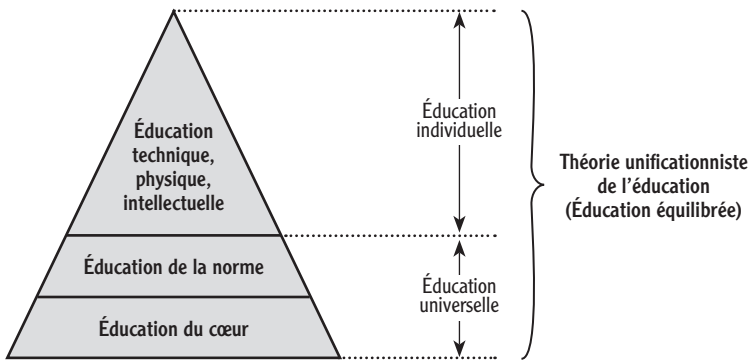 Éducation
technique,
physique,
intellectuelle
Éducation de la norme
Éducation du cœur
Éducation
individuelle
Éducation
universelle
Théorie unificationniste
de l'éducation
(Éducation équilibrée)